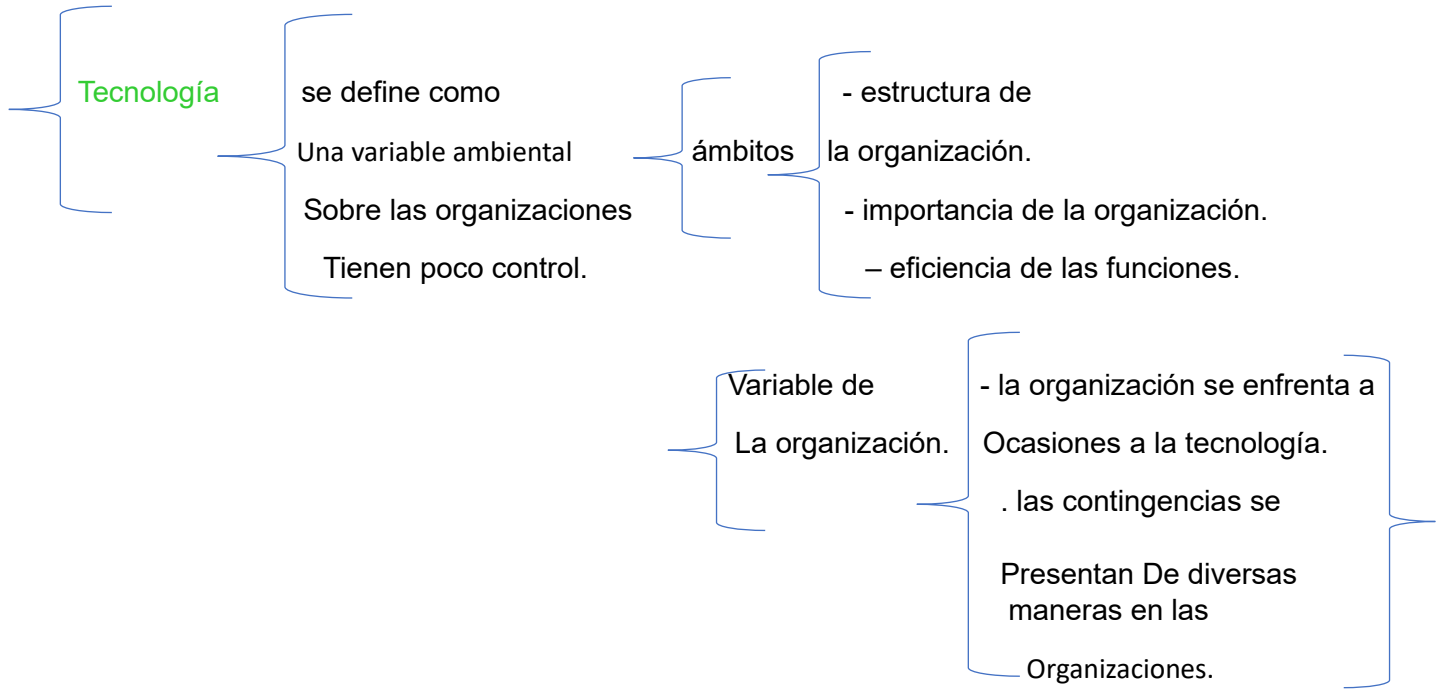 Tecnología
se define como
Una variable ambiental
Sobre las organizaciones
Tienen poco control.
ámbitos
- estructura de
la organización.
- importancia de la organización.
– eficiencia de las funciones.
Variable de
La organización.
- la organización se enfrenta a
Ocasiones a la tecnología.
. las contingencias se
Presentan De diversas
maneras en las
Organizaciones.